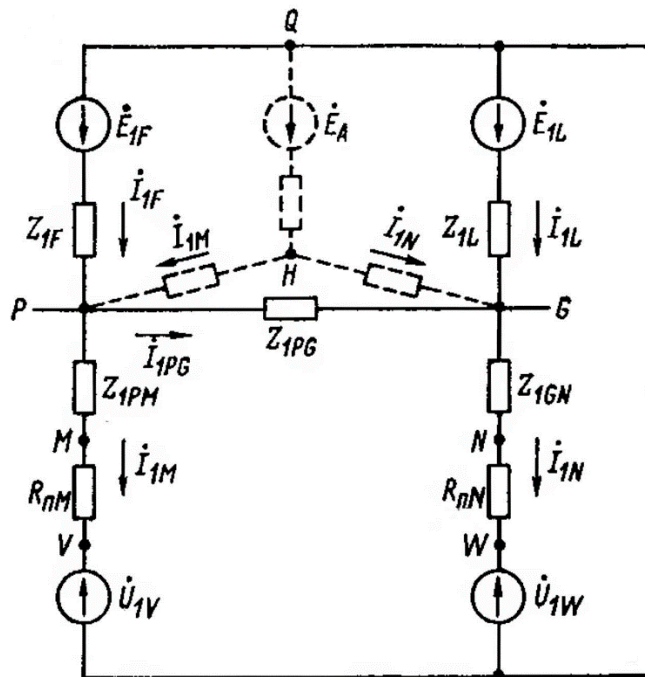 Q
Ė1F
ĖA
Ė1L
Z1F
İ1F
İ1M
İ1N
Z1L
İ1L
H
P
G
İ1PG
Z1PG
Z1PM
Z1GN
M
İ1M
N
İ1N
RпM
RпN
V
W
U̇1V
U̇1W